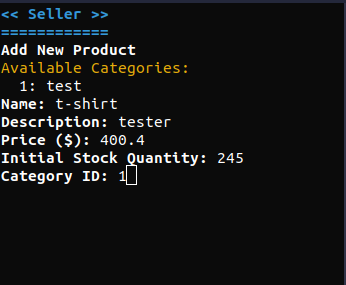 << Seller >>
============
Add New Product
Available Categories:
  1: test
Name: t-shirt
Description: tester
Price ($): 400.4
Initial Stock Quantity: 245
Category ID: 1